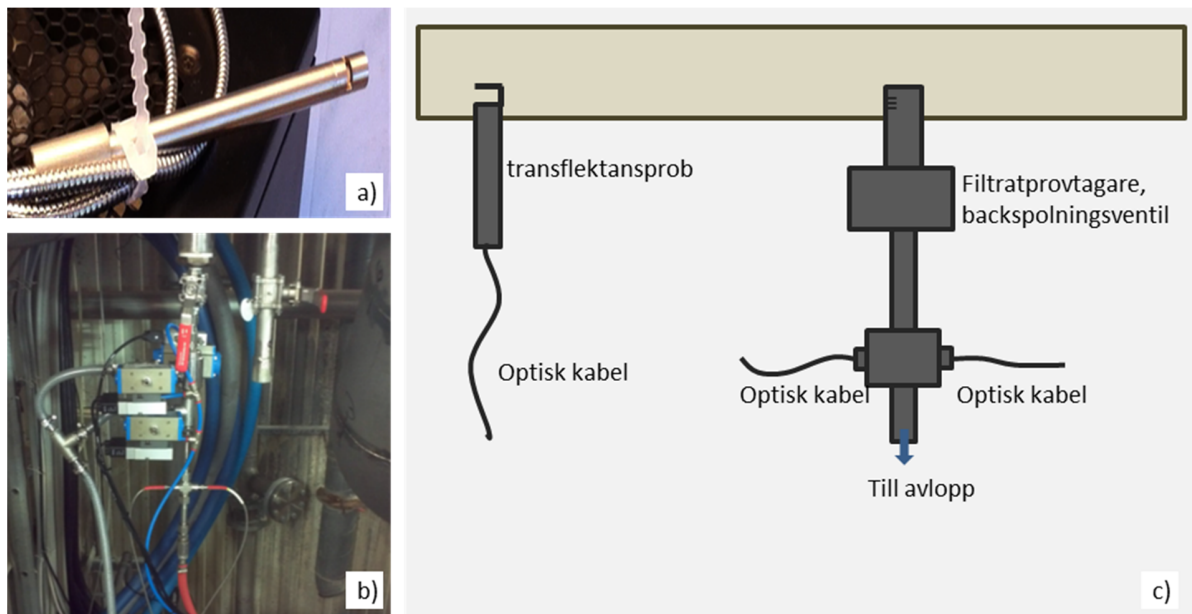 a)
b)
transflektansprob
Filtratprovtagare,
backspolningsventil
Optisk kabel
Optisk kabel
Optisk kabel
Till avlopp
c)